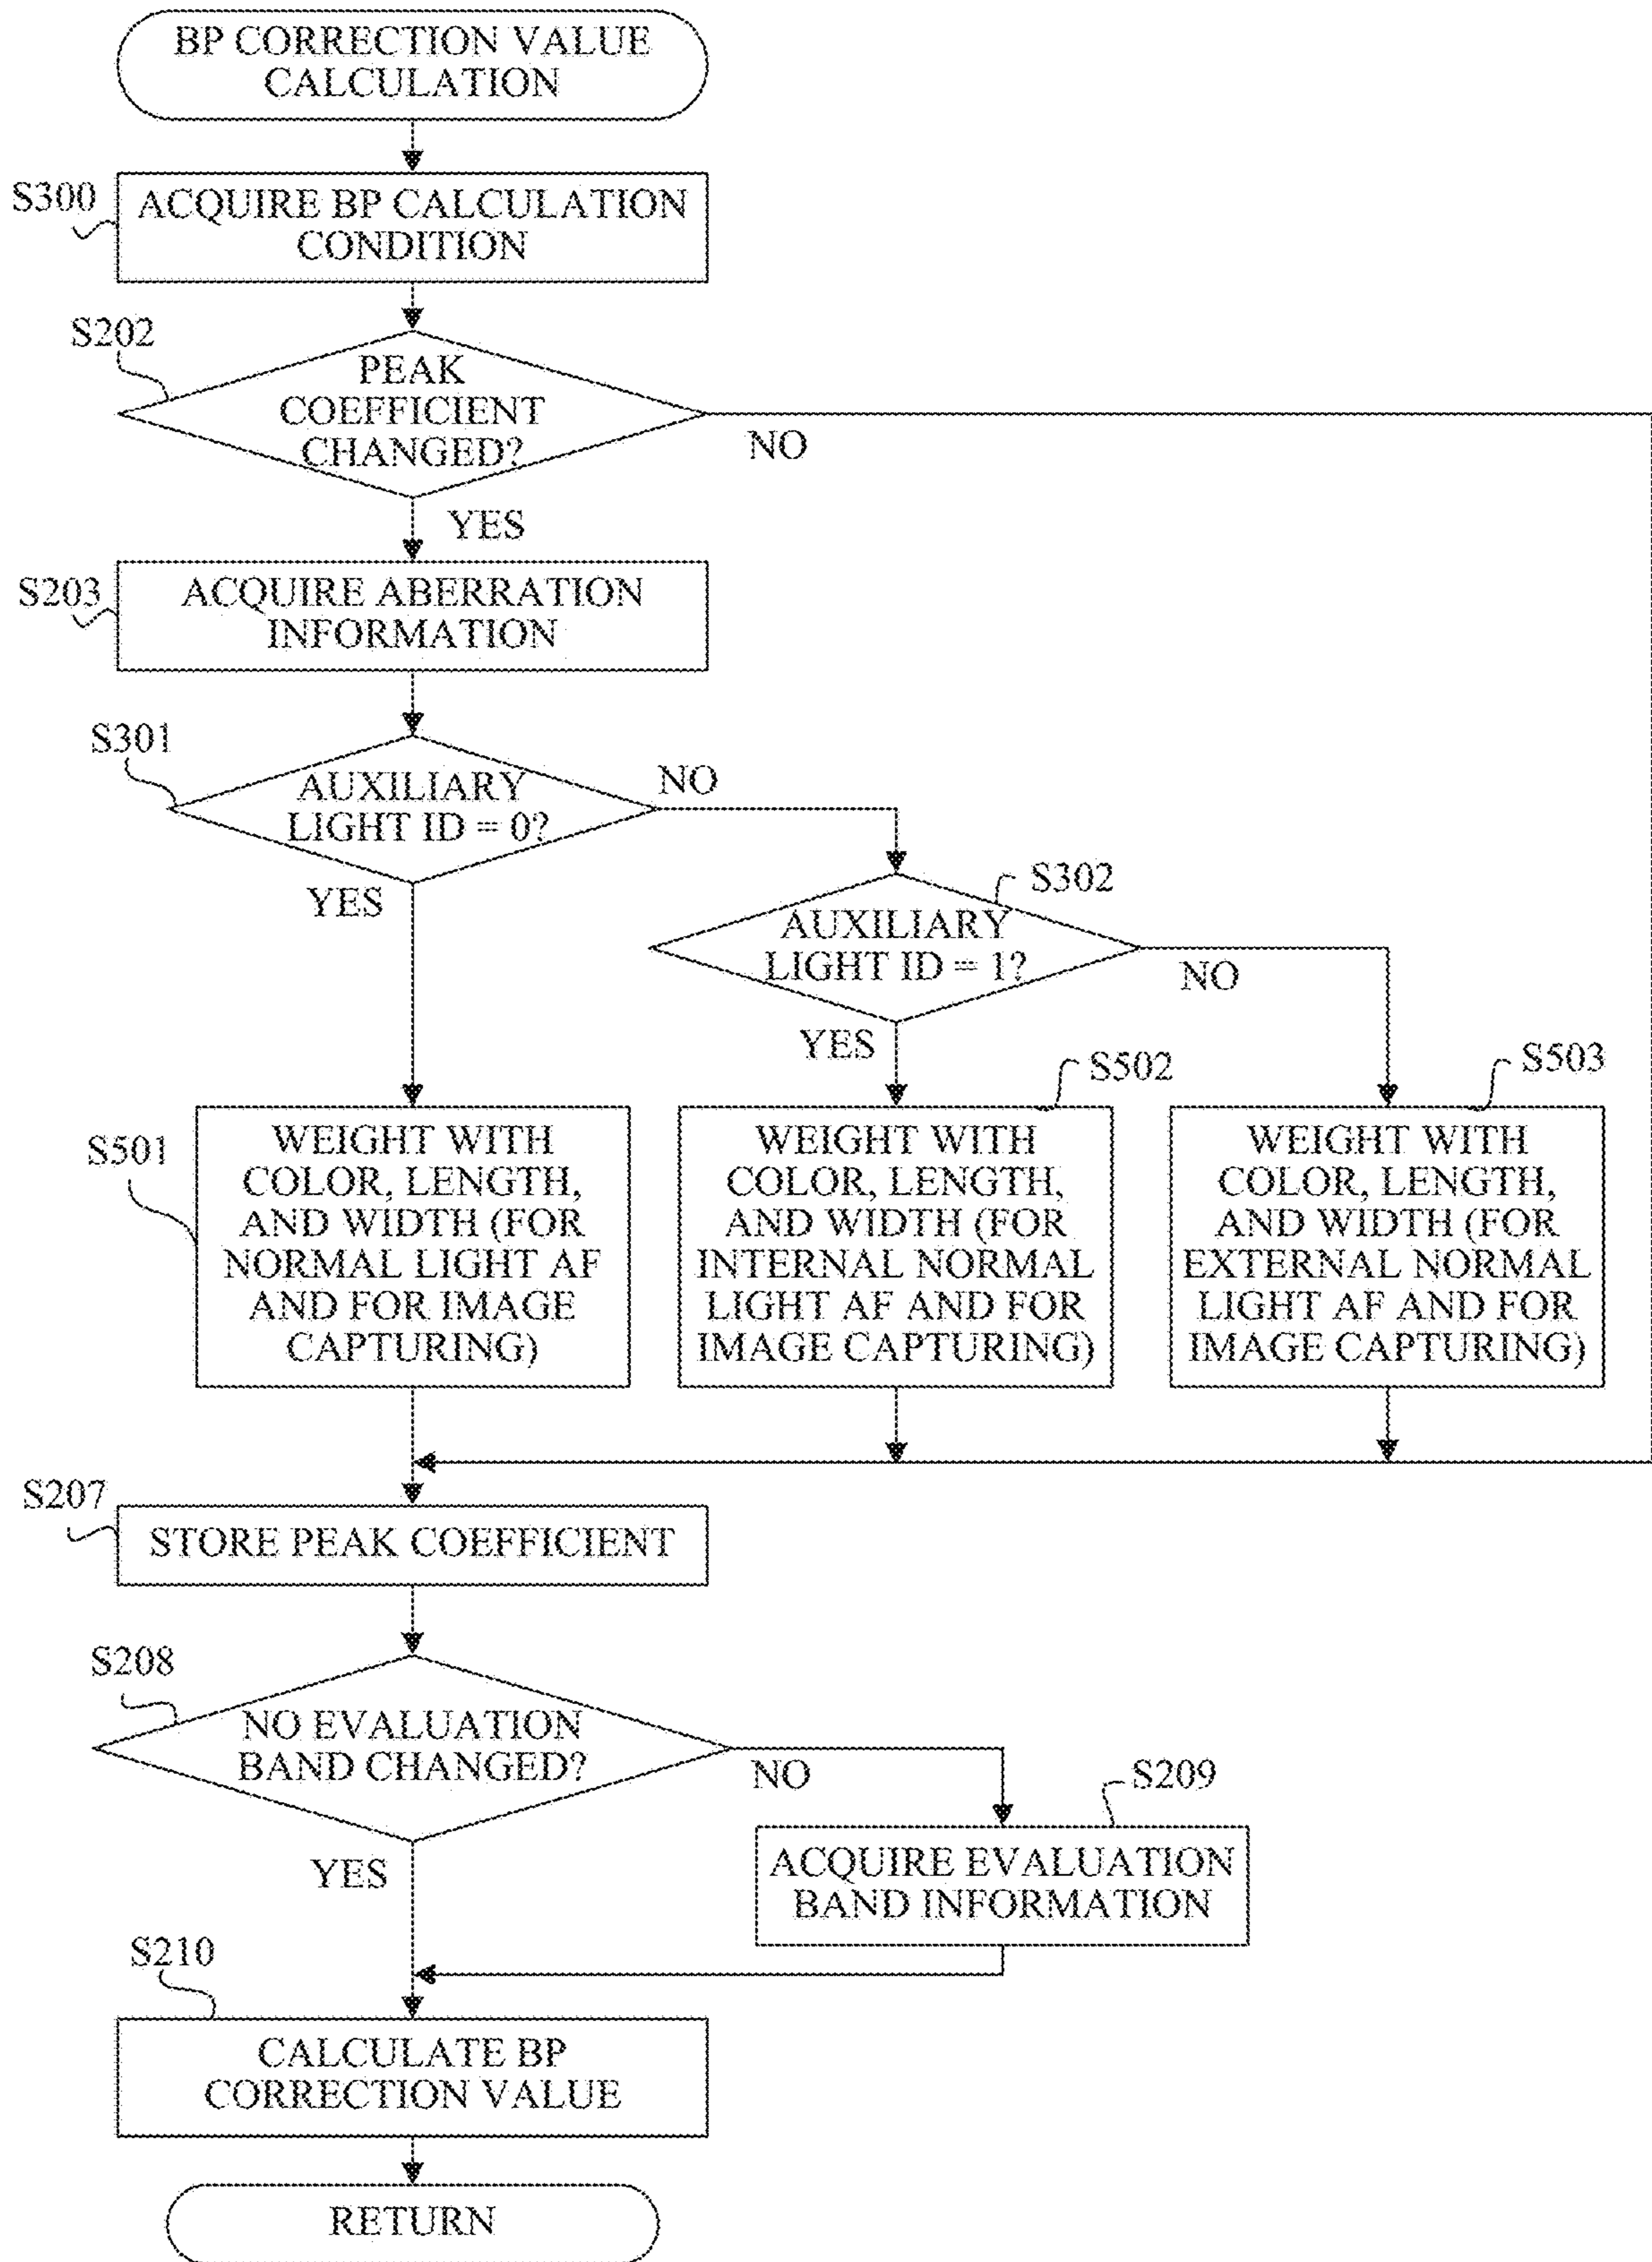 BP CORRECTION VALUE
CALCULATION
S300
ACQUIRE BP CALCULATION
CONDITION
S202
PEAK
COEFFICIENT
CHANGED?
NO
YES
S203
ACQUIRE ABERRATION
INFORMATION
S301
AUXILIARY
LIGHT ID = 0?
NO
YES
S302
AUXILIARY
LIGHT ID = 1?
NO
YES
S501
WEIGHT WITH
COLOR, LENGTH,
AND WIDTH (FOR
NORMAL LIGHT AF
AND FOR IMAGE
CAPTURING)
S502
WEIGHT WITH
COLOR, LENGTH,
AND WIDTH (FOR
INTERNAL NORMAL
LIGHT AF AND FOR
IMAGE CAPTURING)
S503
WEIGHT WITH
COLOR, LENGTH,
AND WIDTH (FOR
EXTERNAL NORMAL
LIGHT AF AND FOR
IMAGE CAPTURING)
S207
STORE PEAK COEFFICIENT
S208
NO EVALUATION
BAND CHANGED?
NO
YES
S209
ACQUIRE EVALUATION
BAND INFORMATION
S210
CALCULATE BP
CORRECTION VALUE
RETURN